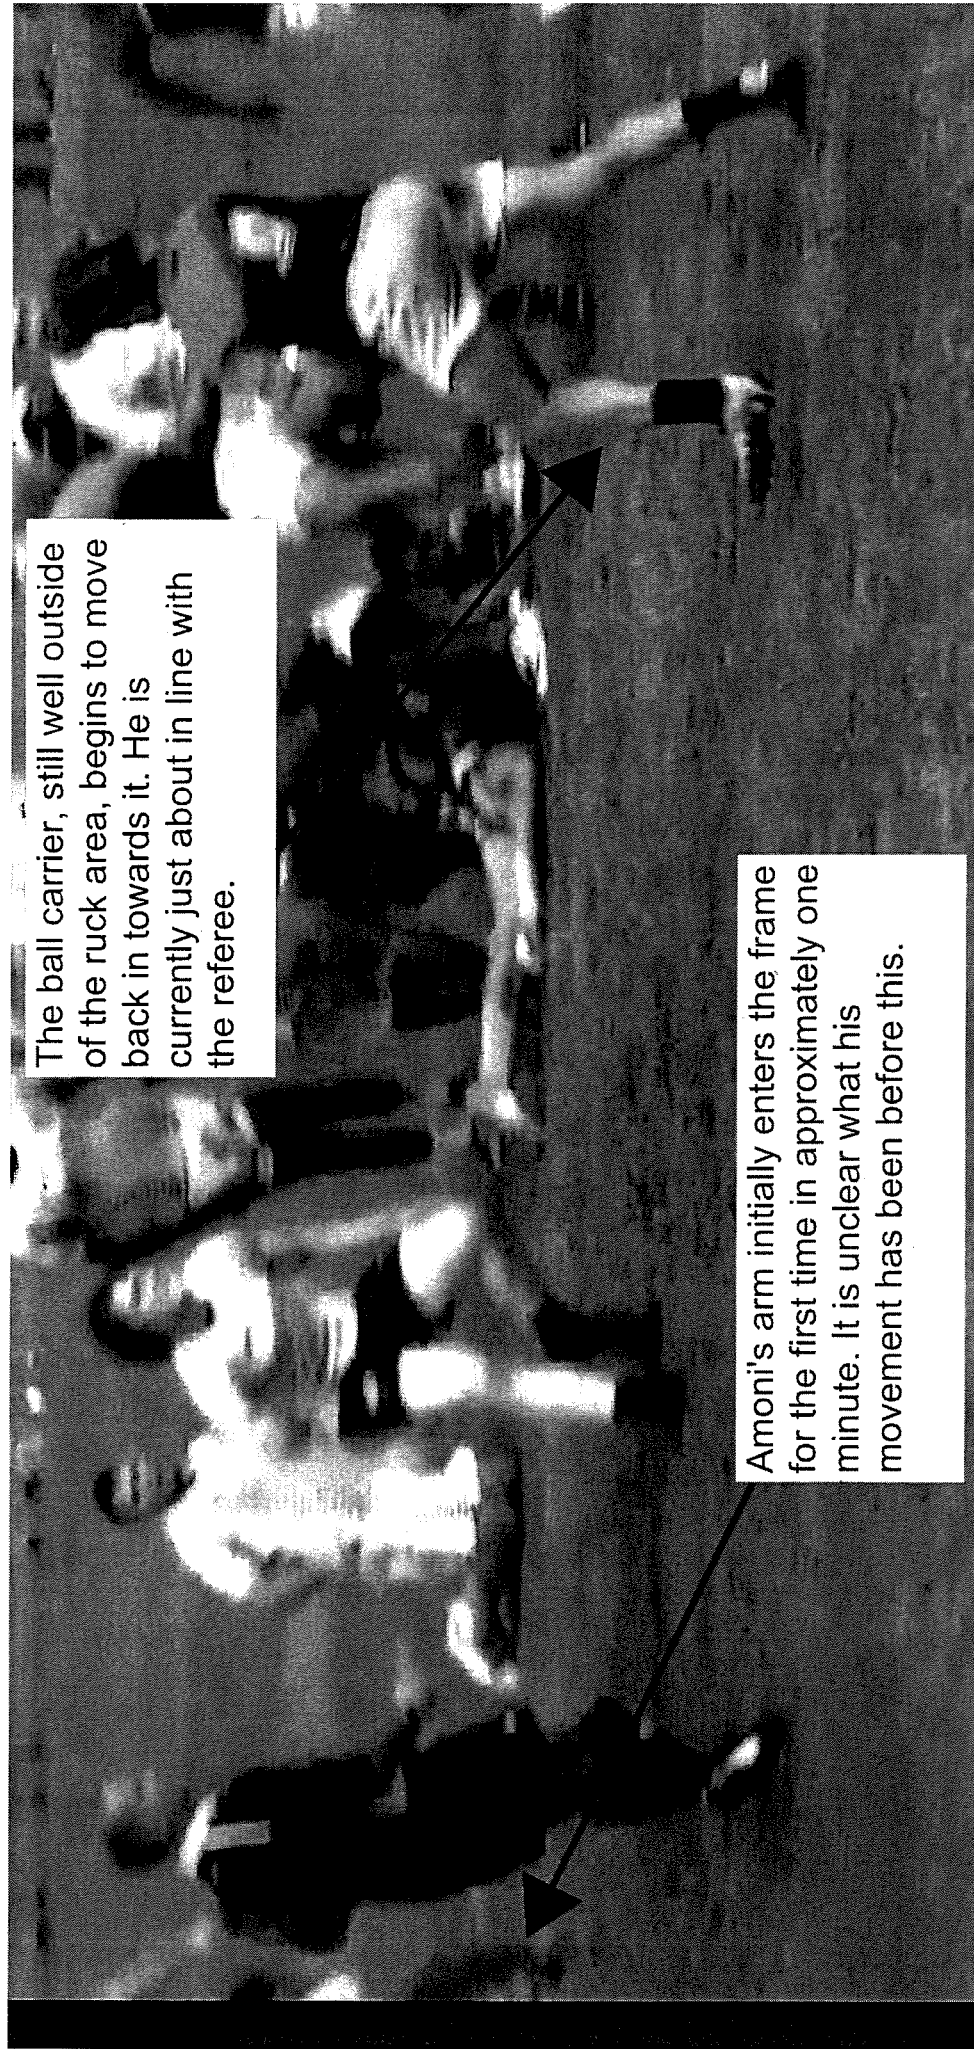 The ball carrier, still well outside
of the ruck area, begins to move
back in towards it. He is
currently just about in line with
the referee.
Amoni's arm initially enters the frame
for the first time in approximately one
minute. It is unclear what his
movement has been before this.